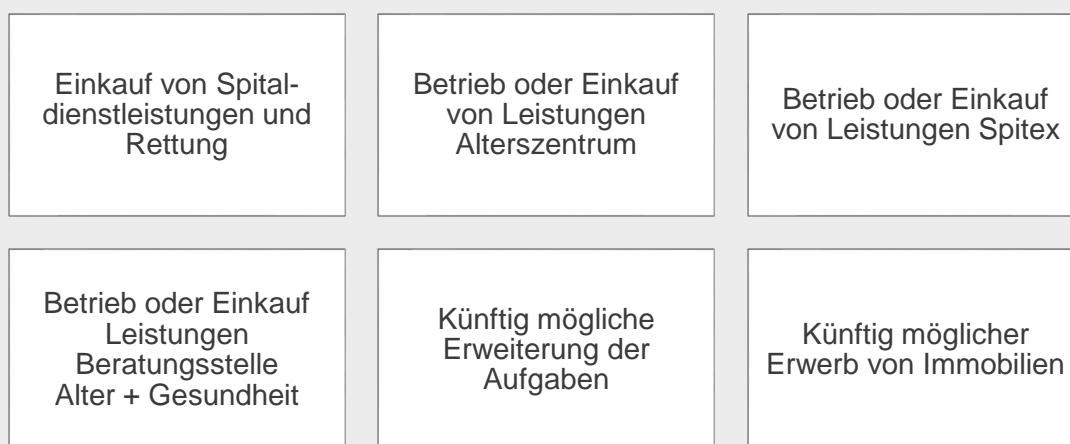 Einkauf von Spital-
dienstleistungen und
Rettung
Betrieb oder Einkauf
von Leistungen
Alterszentrum
Betrieb oder Einkauf
von Leistungen Spitex
Betrieb oder Einkauf
Leistungen
Beratungsstelle
Alter + Gesundheit
Künftig mögliche
Erweiterung der
Aufgaben
Künftig möglicher
Erwerb von Immobilien